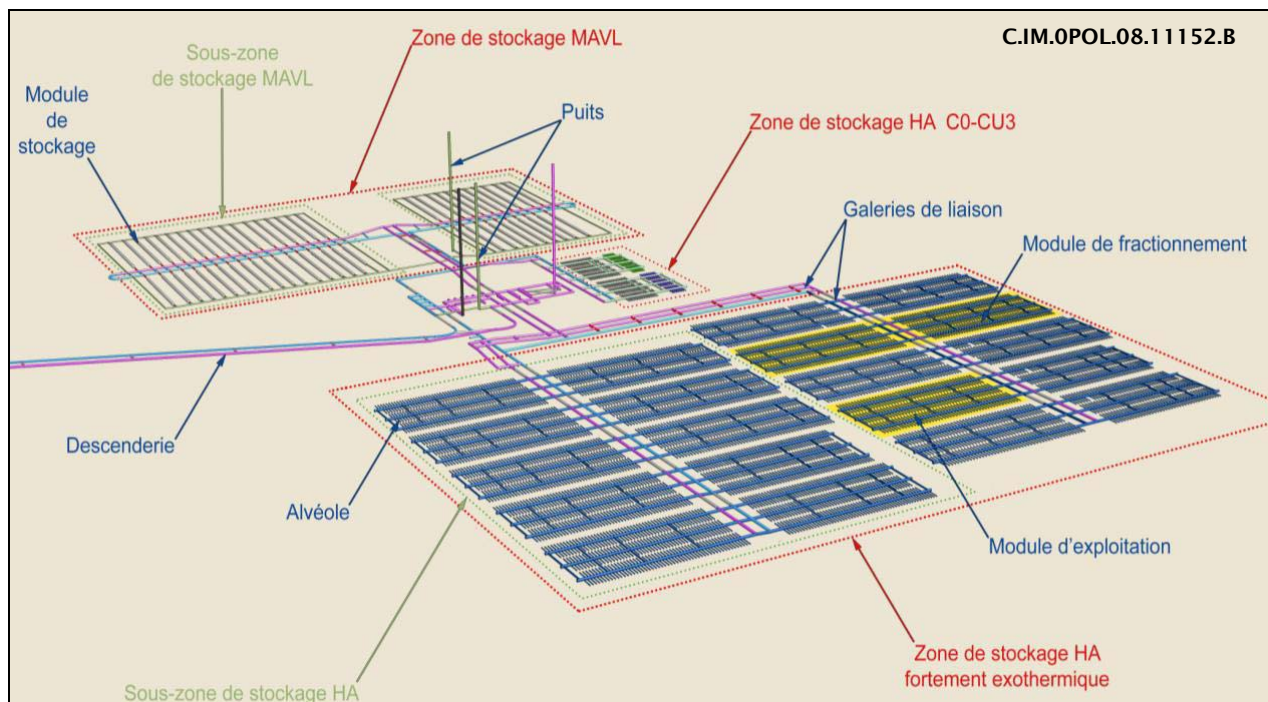 C.IM.0POL.08.11152.B
Zone de stockage MAVL
Sous-zone
de stockage MAVL
Module
de
stockage
Puits
Zone de stockage HA C0-CU3
Galeries de liaison
Module de fractionnement
Descenderie
Alvéole
Module d'exploitation
Zone de stockage HA
fortement exothermique
Sous-zone de stockage HA